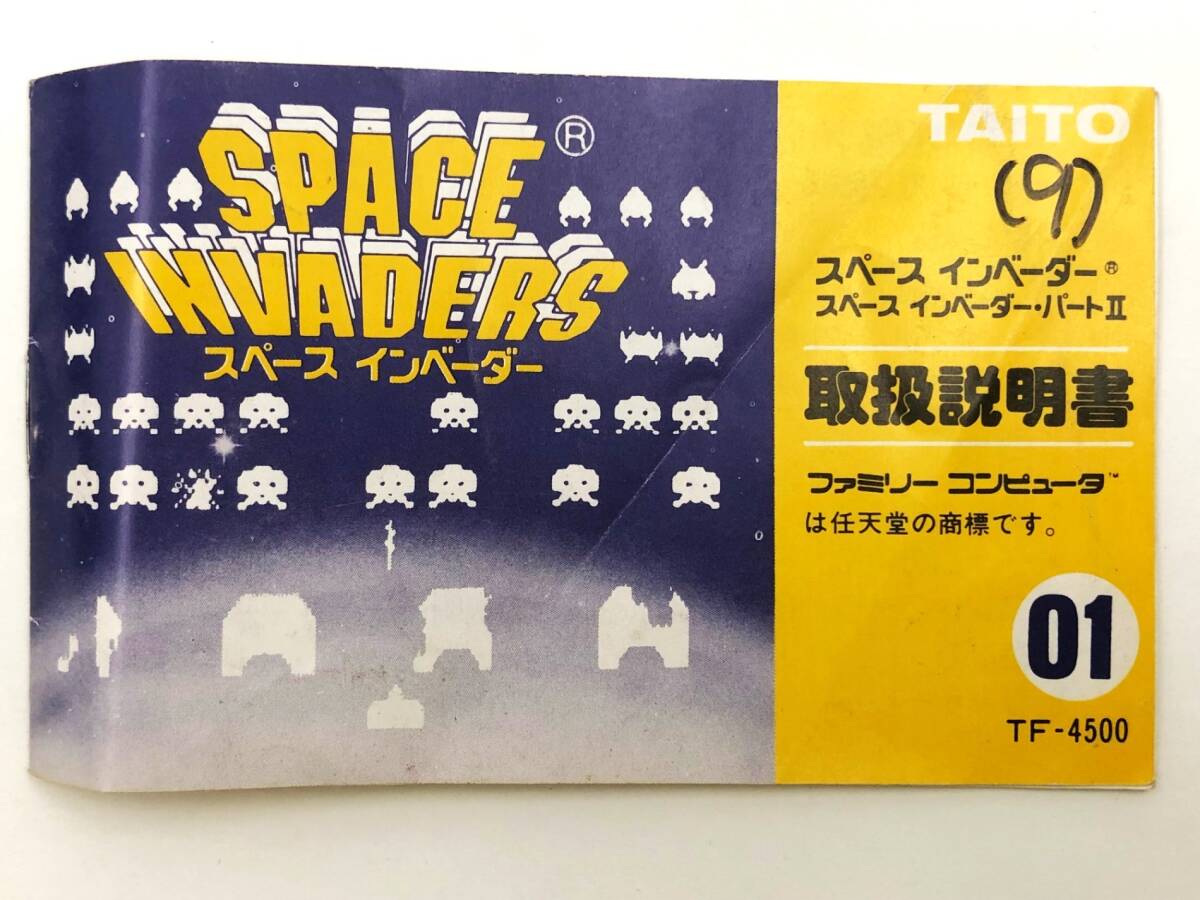 SPACE ®
INVADERS
スペース インベーダー
TAITO
(9)
スペース インベーダー®
スペース インベーダー・パートⅡ
取扱説明書
ファミリー コンピュータ™
は任天堂の商標です。
01
TF-4500